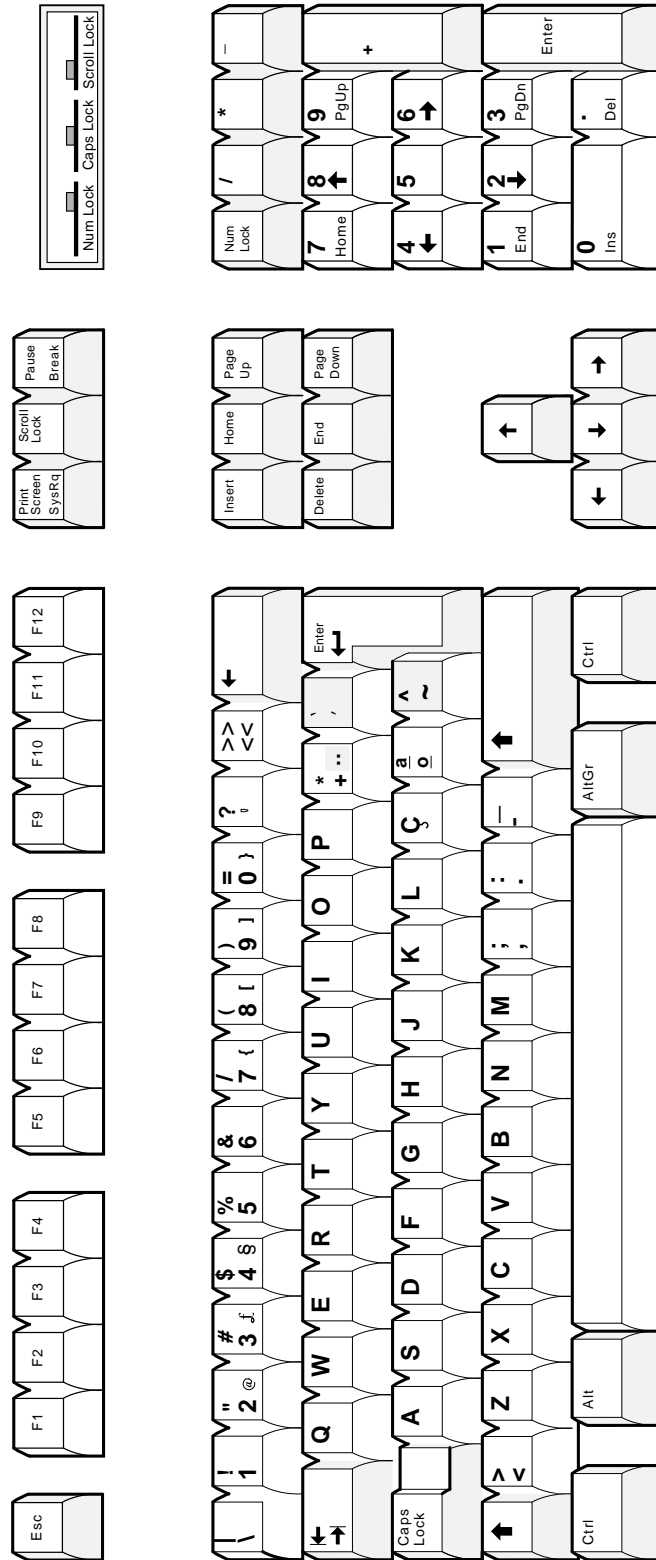 Esc F1 F2 F3 F4 F5 F6 F7 F8 F9 F10 F11 F12
Print
Screen
SysRq
Scroll
Lock
Pause
Break
Num Lock Caps Lock Scroll Lock
| \
! 1
" 2 @
# 3 £
$ 4 §
% 5
& 6
/ 7 {
( 8 [
) 9 ]
= 0 }
?
>> <<
←
Insert Home
Page
Up
Num
Lock
/ * –
Q W E R T Y U I O P
* + ¨
Enter
Delete End
Page
Down
7
Home
8 ↑
9
PgUp
+
Caps
Lock
A S D F G H J K L Ç
ª º
^ ~
4 ←
5
6 →
↑
> <
Z X C V B N M
; ,
: .
_ -
↑
↑
1
End
2 ↓
3
PgDn
Enter
Ctrl Alt AltGr Ctrl
← ↓ →
0
Ins
.
Del